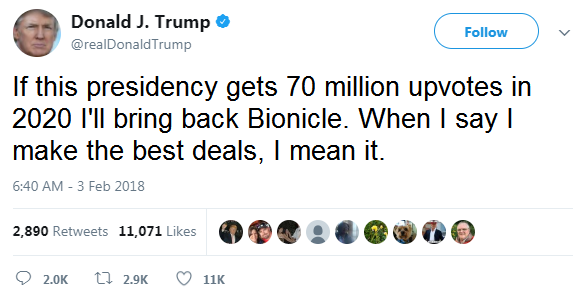 Donald J. Trump
@realDonaldTrump
Follow
If this presidency gets 70 million upvotes in
2020 I'll bring back Bionicle. When I say I
make the best deals, I mean it.
6:40 AM - 3 Feb 2018
2,890 Retweets 11,071 Likes
2.0K 2.9K 11K